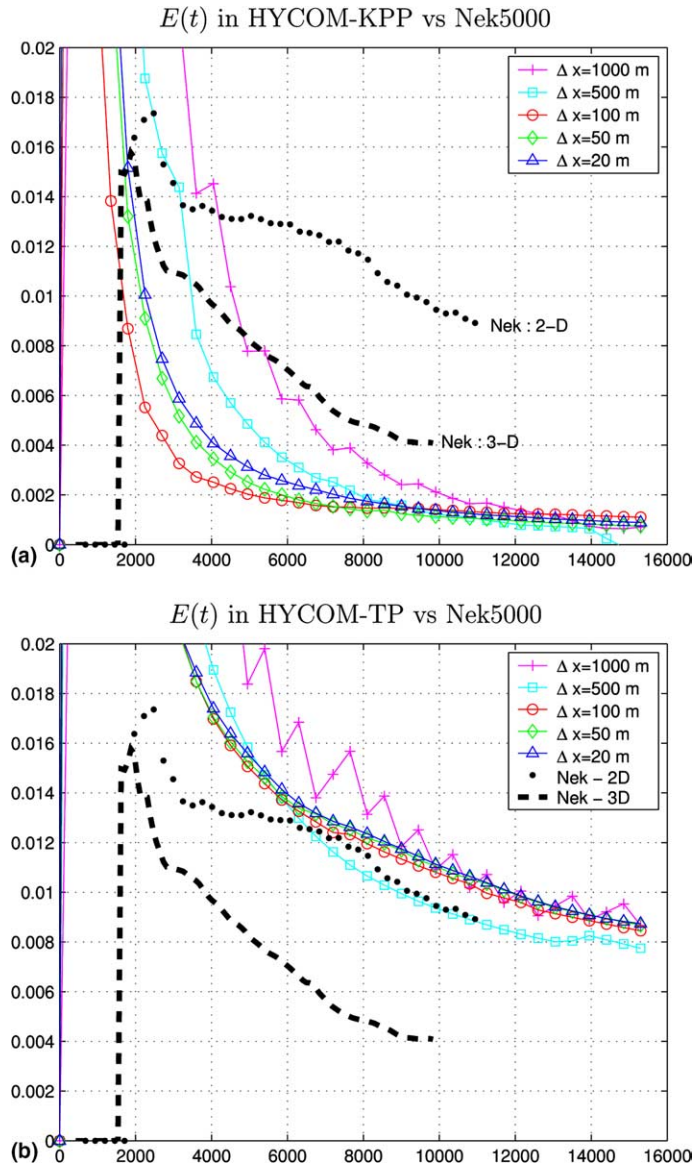 E(t) in HYCOM-KPP vs Nek5000
0.02
0.018
0.016
0.014
0.012
0.01
0.008
0.006
0.004
0.002
0
Δ x=1000 m
Δ x=500 m
Δ x=100 m
Δ x=50 m
Δ x=20 m
Nek : 2-D
Nek : 3-D
(a)
0 2000 4000 6000 8000 10000 12000 14000 16000
E(t) in HYCOM-TP vs Nek5000
0.02
0.018
0.016
0.014
0.012
0.01
0.008
0.006
0.004
0.002
0
Δ x=1000 m
Δ x=500 m
Δ x=100 m
Δ x=50 m
Δ x=20 m
Nek - 2D
Nek - 3D
(b)
0 2000 4000 6000 8000 10000 12000 14000 16000